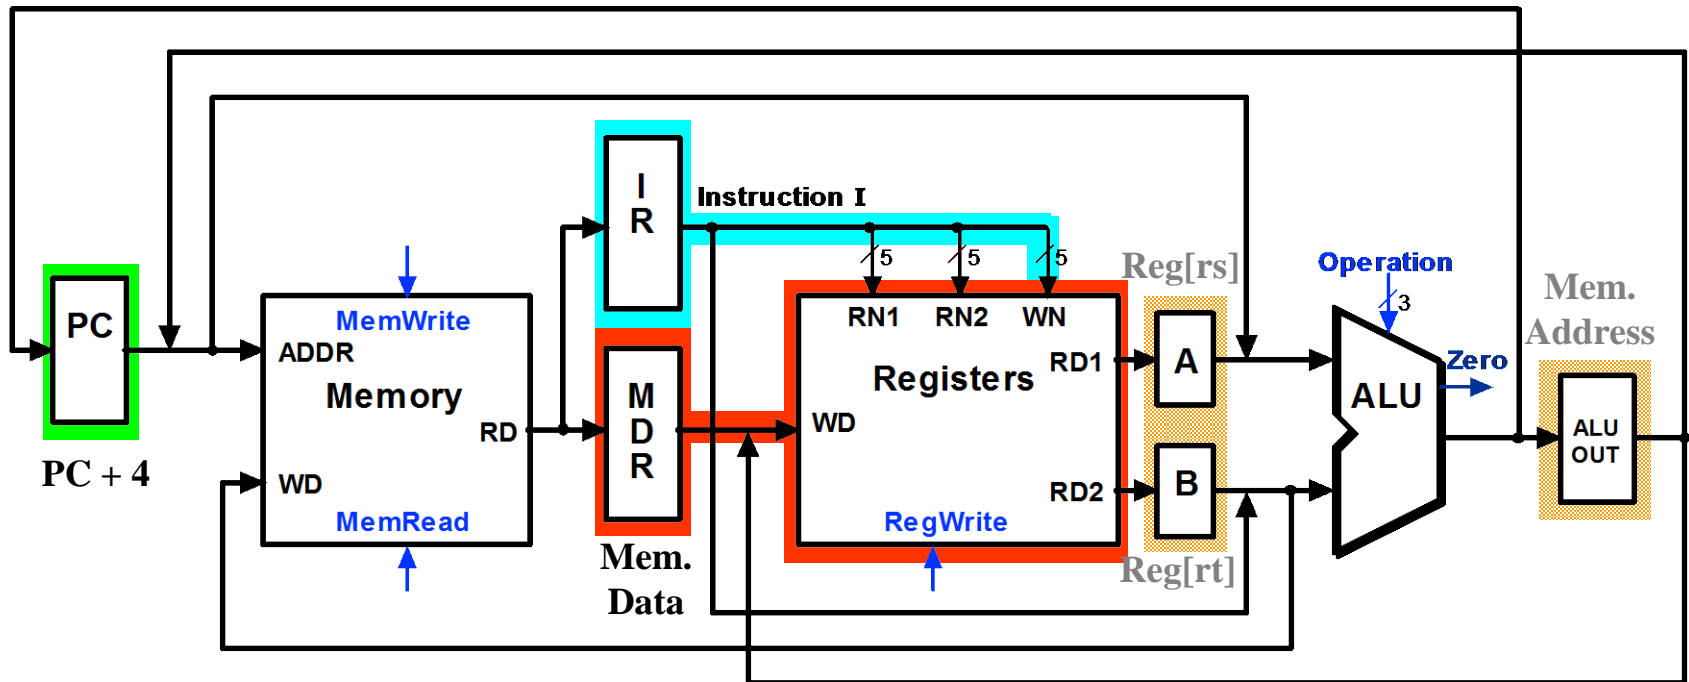 I
R
Instruction I
5
5
5
Reg[rs]
Operation
3
Mem.
Address
PC
MemWrite
ADDR
Memory
RD
WD
MemRead
PC + 4
M
D
R
Mem.
Data
RN1
RN2
WN
RD1
Registers
WD
RD2
RegWrite
A
B
Reg[rt]
Zero
ALU
ALU
OUT